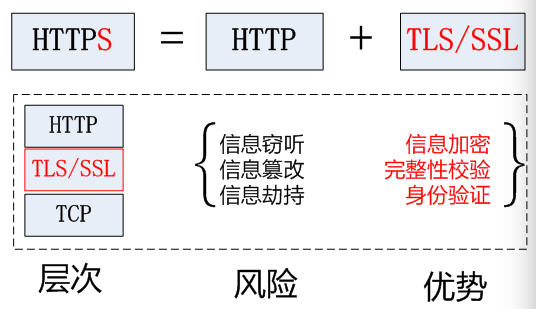 HTTPS = HTTP + TLS/SSL
HTTP
TLS/SSL
TCP
信息窃听
信息篡改
信息劫持
信息加密
完整性校验
身份验证
层次
风险
优势